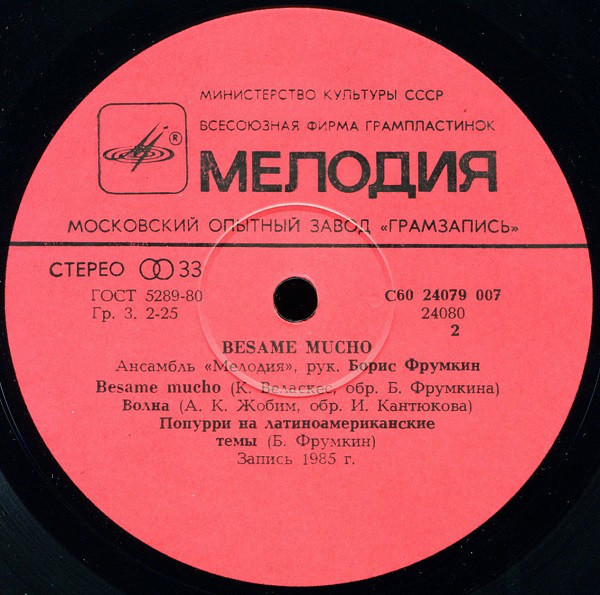 МИНИСТЕРСТВО КУЛЬТУРЫ СССР
ВСЕСОЮЗНАЯ ФИРМА ГРАМПЛАСТИНОК
®
МЕЛОДИЯ
МОСКОВСКИЙ ОПЫТНЫЙ ЗАВОД «ГРАМЗАПИСЬ»
СТЕРЕО 33
ГОСТ 5289-80 С60 24079 007
Гр. 3. 2-25 24080
2
BESAME MUCHO
Ансамбль «Мелодия», рук. Борис Фрумкин
Besame mucho (К. Веласкес, обр. Б. Фрумкина)
Волна (А. К. Жобим, обр. И. Кантюкова)
Попурри на латиноамериканские
темы (Б. Фрумкин)
Запись 1985 г.